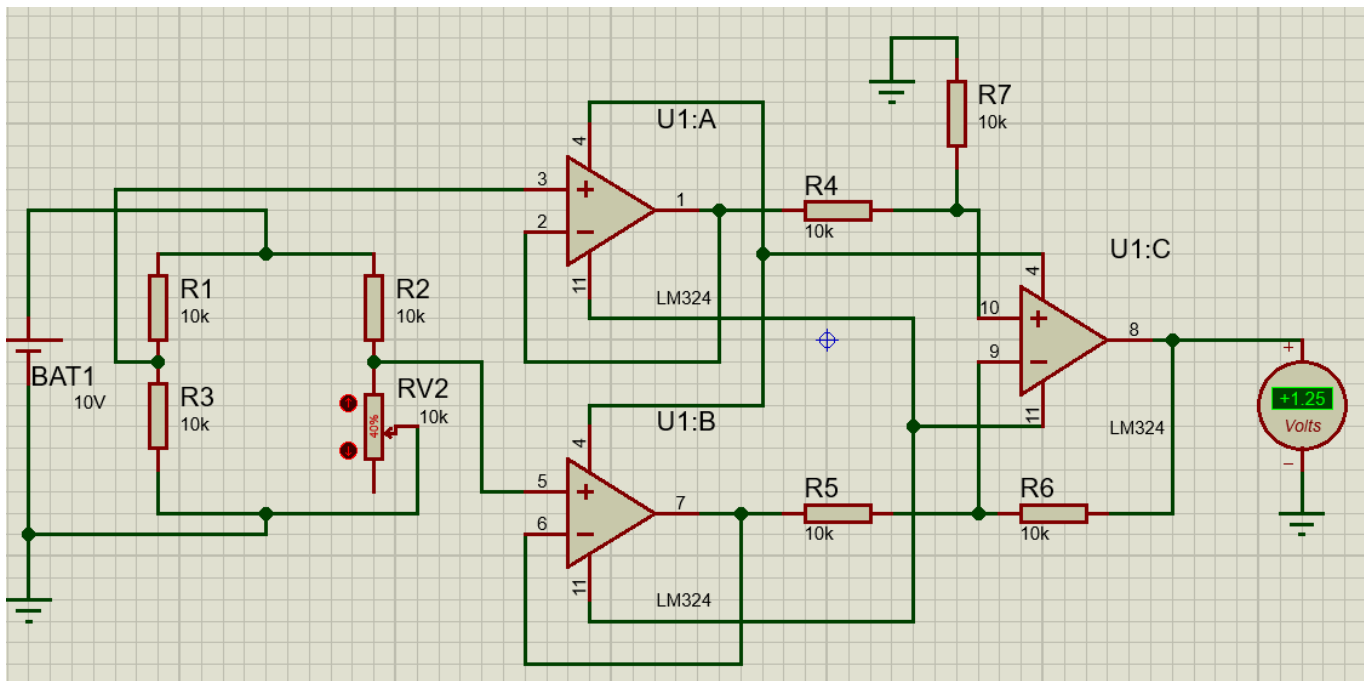 R7
10k
U1:A
4
3
+
1
2
−
11
LM324
R4
10k
U1:C
4
10
+
8
9
−
11
LM324
R1
10k
R2
10k
BAT1
10V
R3
10k
RV2
10k
40%
U1:B
4
5
+
7
6
−
11
LM324
R5
10k
R6
10k
+
+1.25
Volts
−